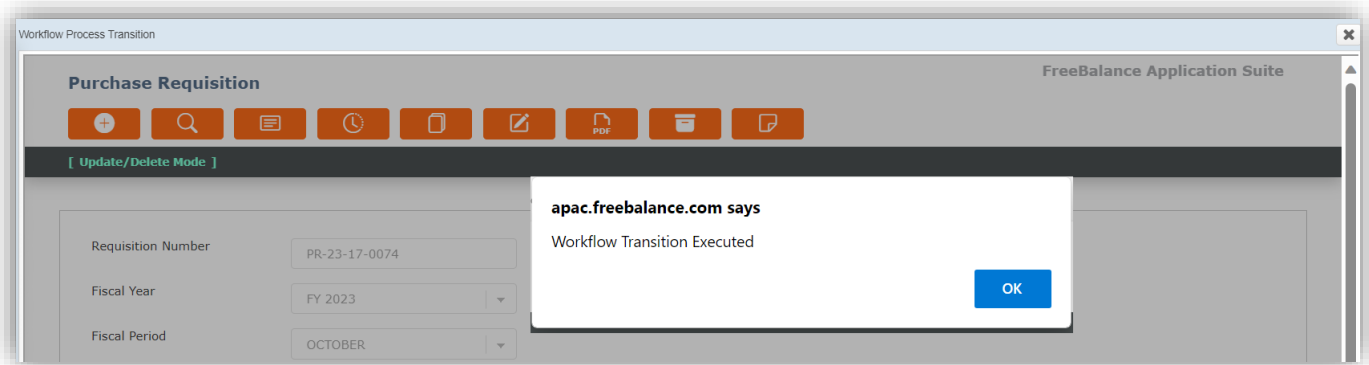 Workflow Process Transition
FreeBalance Application Suite
Purchase Requisition
PDF
[ Update/Delete Mode ]
apac.freebalance.com says
Workflow Transition Executed
OK
Requisition Number
PR-23-17-0074
Fiscal Year
FY 2023
Fiscal Period
OCTOBER